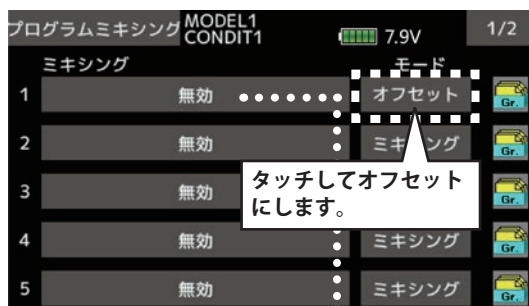 プログラムミキシング MODEL1 CONDIT1 7.9V 1/2
ミキシング モード
1 無効 オフセット Gr.
2 無効 ミキシング Gr.
タッチしてオフセット
にします。
3 無効 Gr.
4 無効 ミキシング Gr.
5 無効 ミキシング Gr.